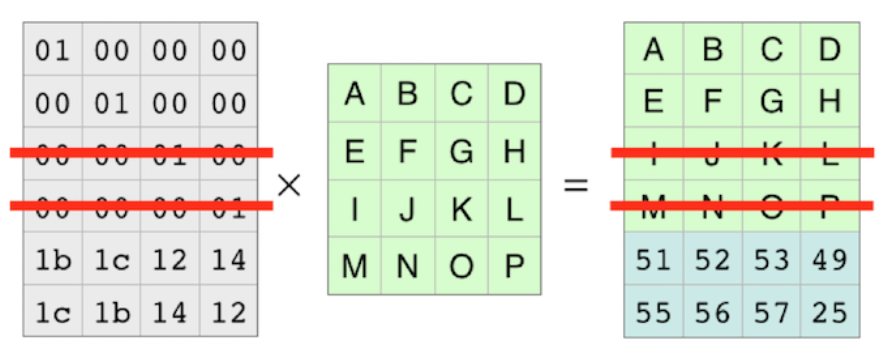 01 00 00 00
00 01 00 00
00 00 01 00
00 00 00 01
1b 1c 12 14
1c 1b 14 12
×
A B C D
E F G H
I J K L
M N O P
=
A B C D
E F G H
I J K L
M N O P
51 52 53 49
55 56 57 25